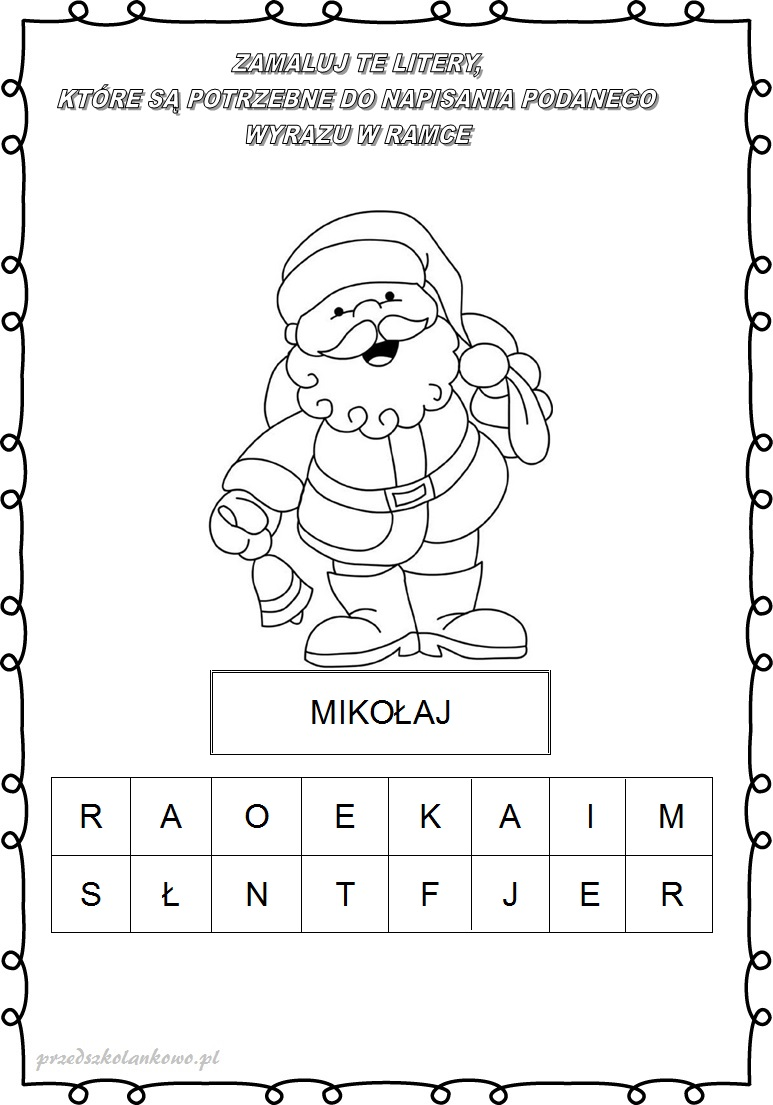 ZAMALUJ TE LITERY,
KTÓRE SĄ POTRZEBNE DO NAPISANIA PODANEGO
WYRAZU W RAMCE
MIKOŁAJ
R A O E K A I M
S Ł N T F J E R
przedszkolankowo.pl